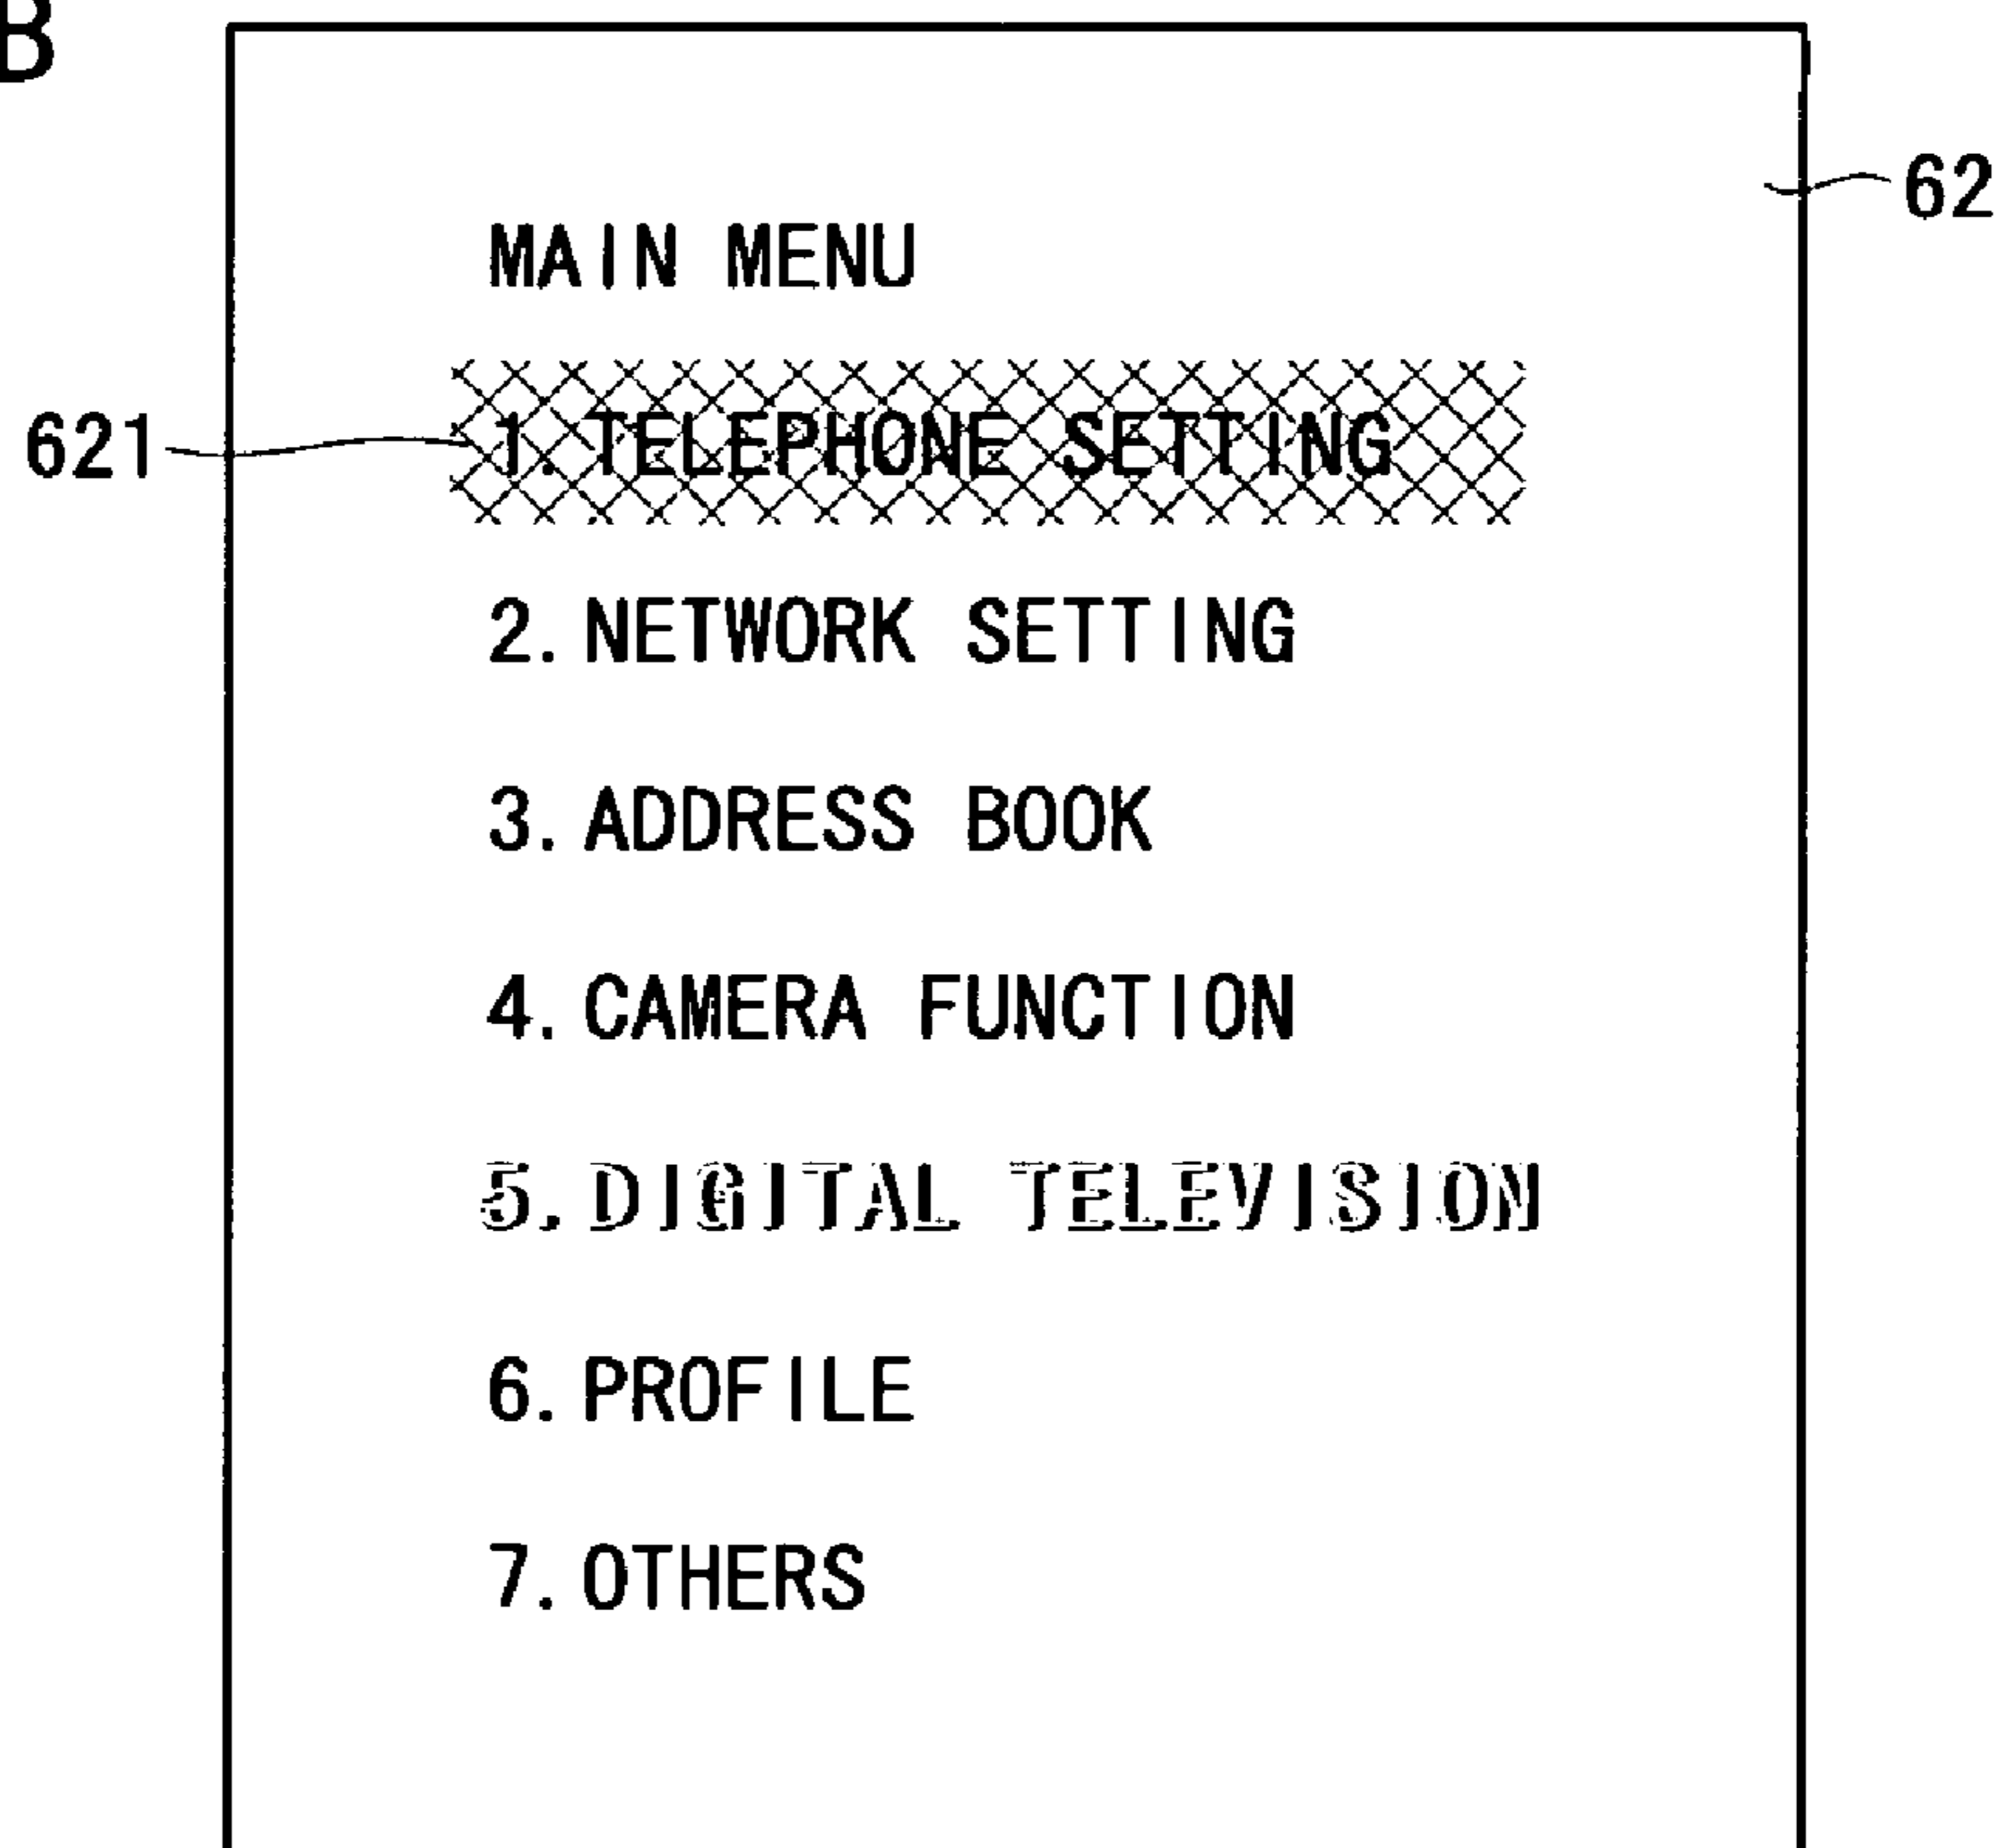 B
62
MAIN MENU
621
1. TELEPHONE SETTING
2. NETWORK SETTING
3. ADDRESS BOOK
4. CAMERA FUNCTION
5. DIGITAL TELEVISION
6. PROFILE
7. OTHERS